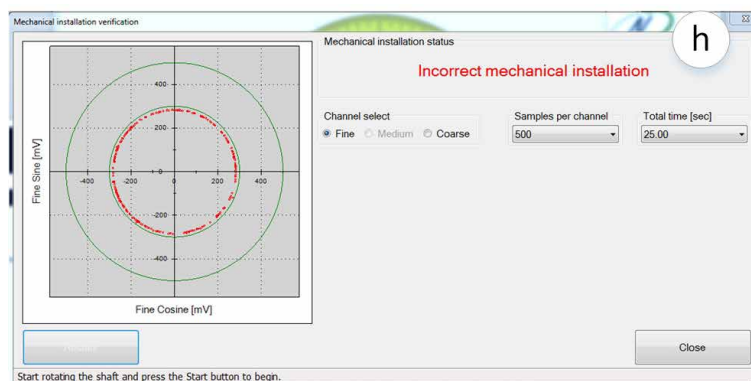 Mechanical installation verification
h
Mechanical installation status
Incorrect mechanical installation
Channel select
Fine
Medium
Coarse
Samples per channel
500
Total time [sec]
25.00
Fine Sine [mV]
400
200
-400
-200
0
200
400
-200
-400
Fine Cosine [mV]
Close
Start rotating the shaft and press the Start button to begin.